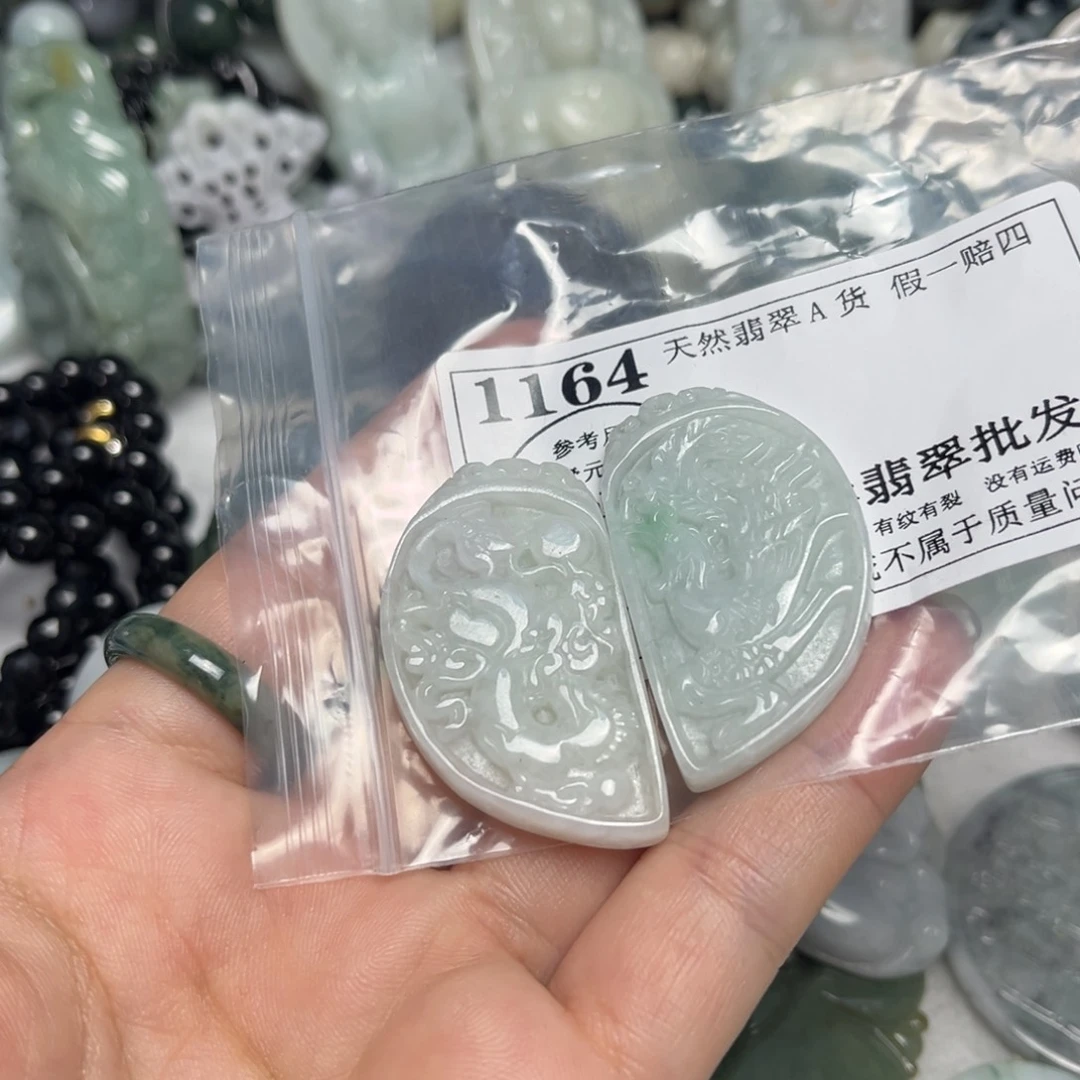 天然翡翠A货 假一赔四
1164
参考
元
翡翠批发
没有运费
有纹有裂
不属于质量问